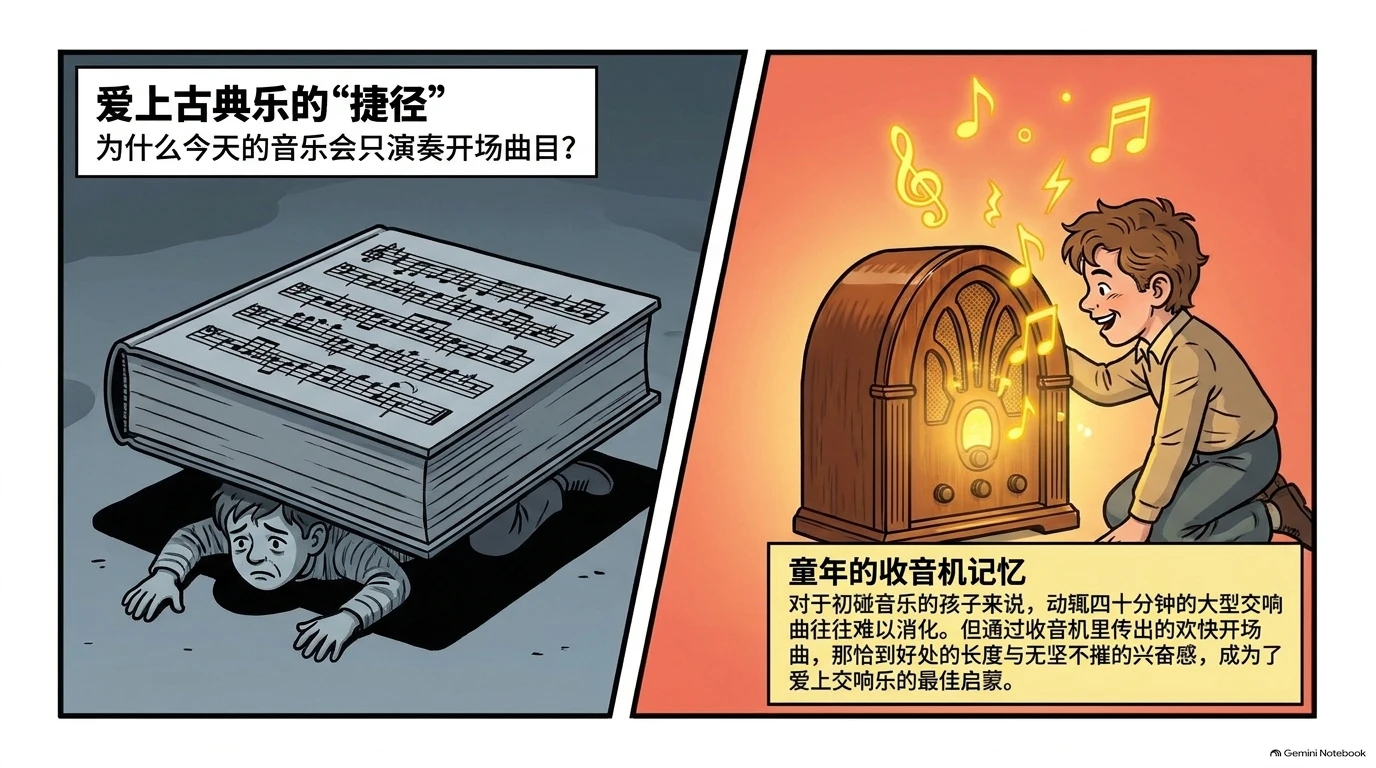 爱上古典乐的“捷径”
为什么今天的音乐会只演奏开场曲目？
童年的收音机记忆
对于初碰音乐的孩子来说，动辄四十分钟的大型交响
曲往往难以消化。但通过收音机里传出的欢快开场
曲，那恰到好处的长度与无坚不摧的兴奋感，成为了
爱上交响乐的最佳启蒙。
Gemini Notebook